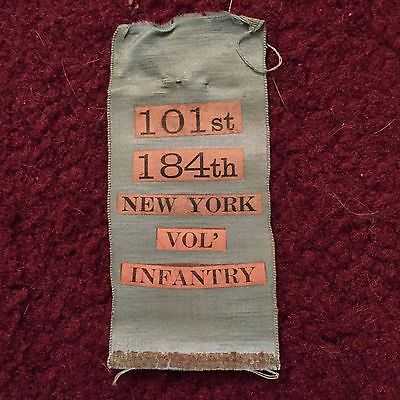 101st
184th
NEW YORK
VOL'
INFANTRY